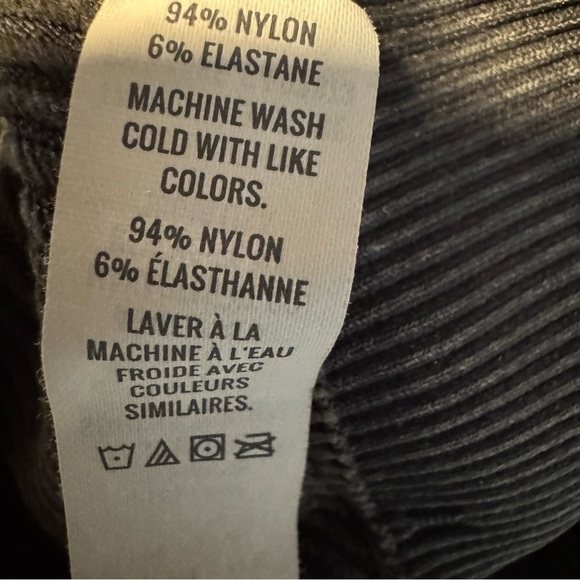 94% NYLON
6% ELASTANE
MACHINE WASH
COLD WITH LIKE
COLORS.
94% NYLON
6% ÉLASTHANNE
LAVER À LA
MACHINE À L'EAU
FROIDE AVEC
COULEURS
SIMILAIRES.